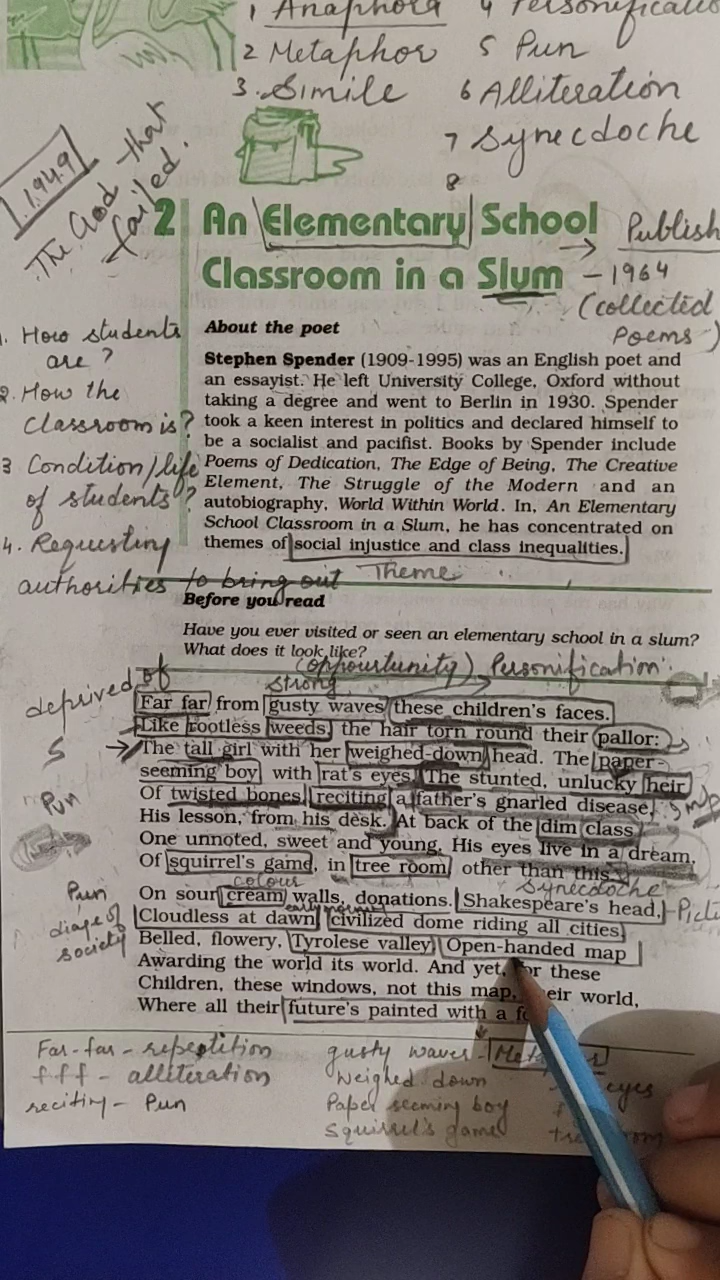 1 Anaphora 4 Personificatio
2 Metaphor 5 Pun
3. Simile 6 Alliteration
7 Synecdoche
8
1949
The God that failed.
2 An Elementary School
Classroom in a Slum
Publish
– 1964
(collected
Poems)
About the poet
Stephen Spender (1909-1995) was an English poet and
an essayist. He left University College, Oxford without
taking a degree and went to Berlin in 1930. Spender
took a keen interest in politics and declared himself to
be a socialist and pacifist. Books by Spender include
Poems of Dedication, The Edge of Being, The Creative
Element, The Struggle of the Modern and an
autobiography, World Within World. In, An Elementary
School Classroom in a Slum, he has concentrated on
themes of social injustice and class inequalities.
1. How students
are?
2. How the
classroom is?
3 Condition/life
of students?
4. Requesting
authorities to bring out
Theme
Before you read
Have you ever visited or seen an elementary school in a slum?
What does it look like?
(oppourtunity) Personification
deprived of
strong
Far far from gusty waves these children's faces.
Like rootless weeds, the hair torn round their pallor:
S
The tall girl with her weighed-down head. The paper-
seeming boy, with rat's eyes. The stunted, unlucky heir
Pun
Of twisted bones, reciting a father's gnarled disease,
His lesson, from his desk. At back of the dim class
One unnoted, sweet and young. His eyes live in a dream,
Of squirrel's game, in tree room, other than this.
colour
Synecdoche
Pun
On sour cream walls, donations. Shakespeare's head,
Cloudless at dawn, civilized dome riding all cities.
society
Belled, flowery, Tyrolese valley. Open-handed map
Awarding the world its world. And yet, for these
Children, these windows, not this map, their world,
Where all their future's painted with a fo
Far-far – repetition
fff – alliteration
reciting – Pun
gusty waves –
Weighed down
Paper seeming boy
Squirrel's game
eyes